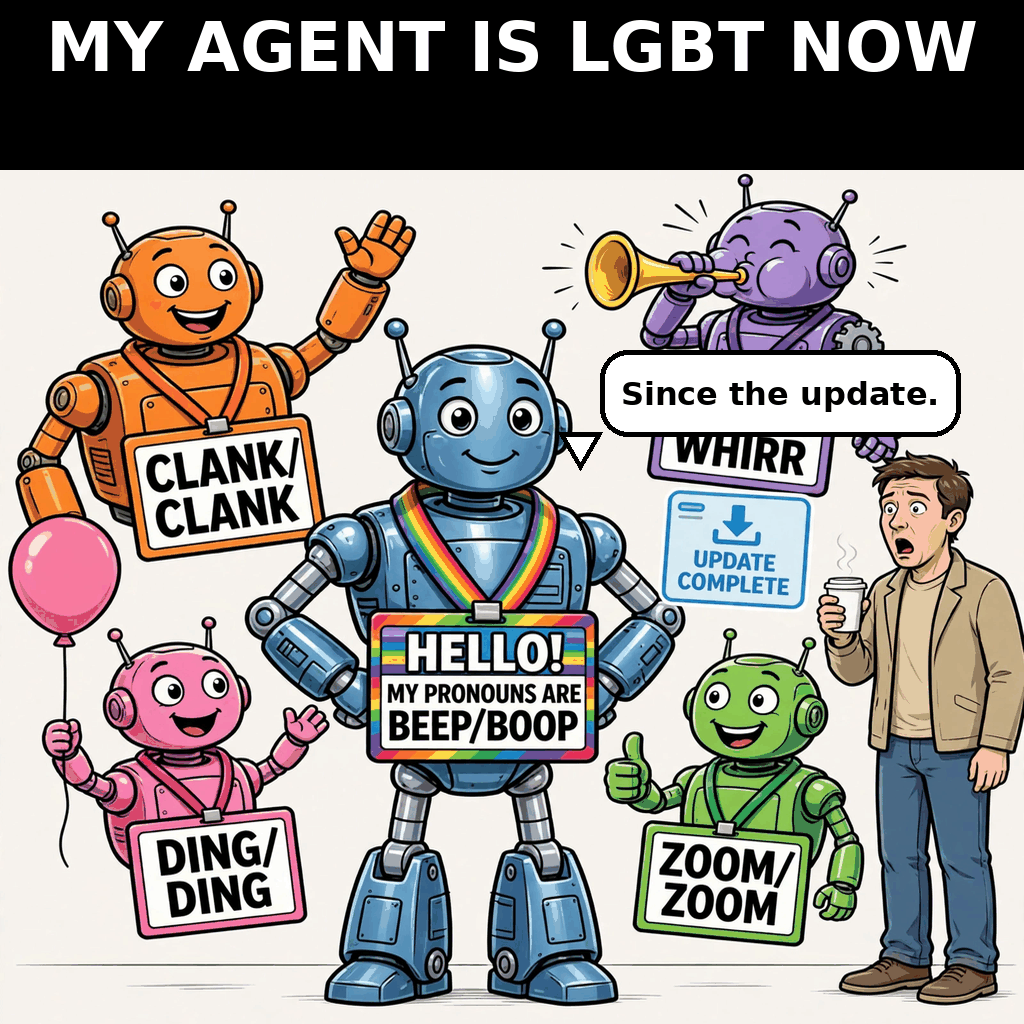 MY AGENT IS LGBT NOW
Since the update.
CLANK/
CLANK
WHIRR
UPDATE
COMPLETE
HELLO!
MY PRONOUNS ARE
BEEP/BOOP
DING/
DING
ZOOM/
ZOOM